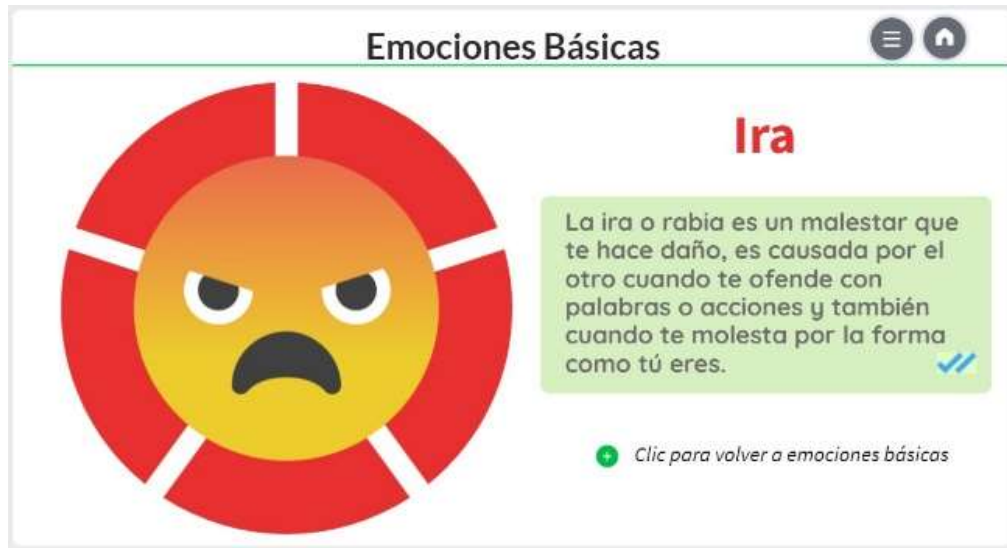 Emociones Básicas
Ira
La ira o rabia es un malestar que
te hace daño, es causada por el
otro cuando te ofende con
palabras o acciones y también
cuando te molesta por la forma
como tú eres.
Clic para volver a emociones básicas